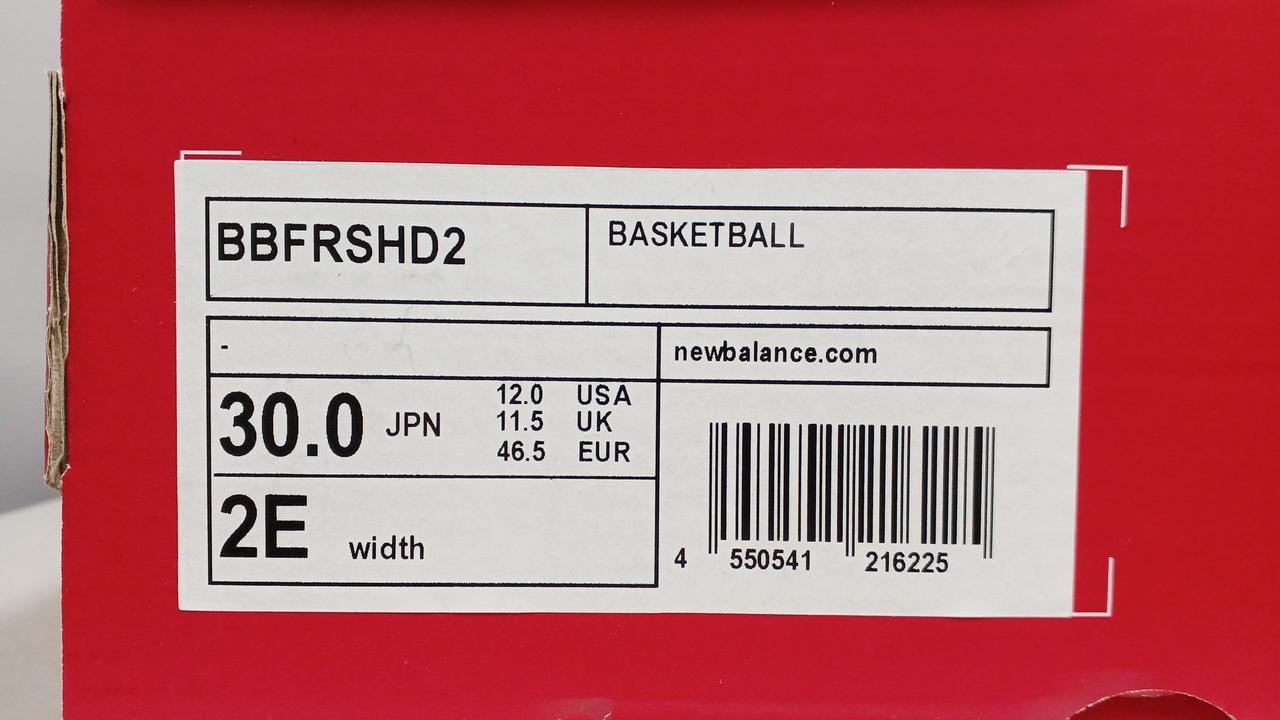 BBFRSHD2
BASKETBALL
-
newbalance.com
30.0 JPN
12.0 USA
11.5 UK
46.5 EUR
2E width
4 550541 216225